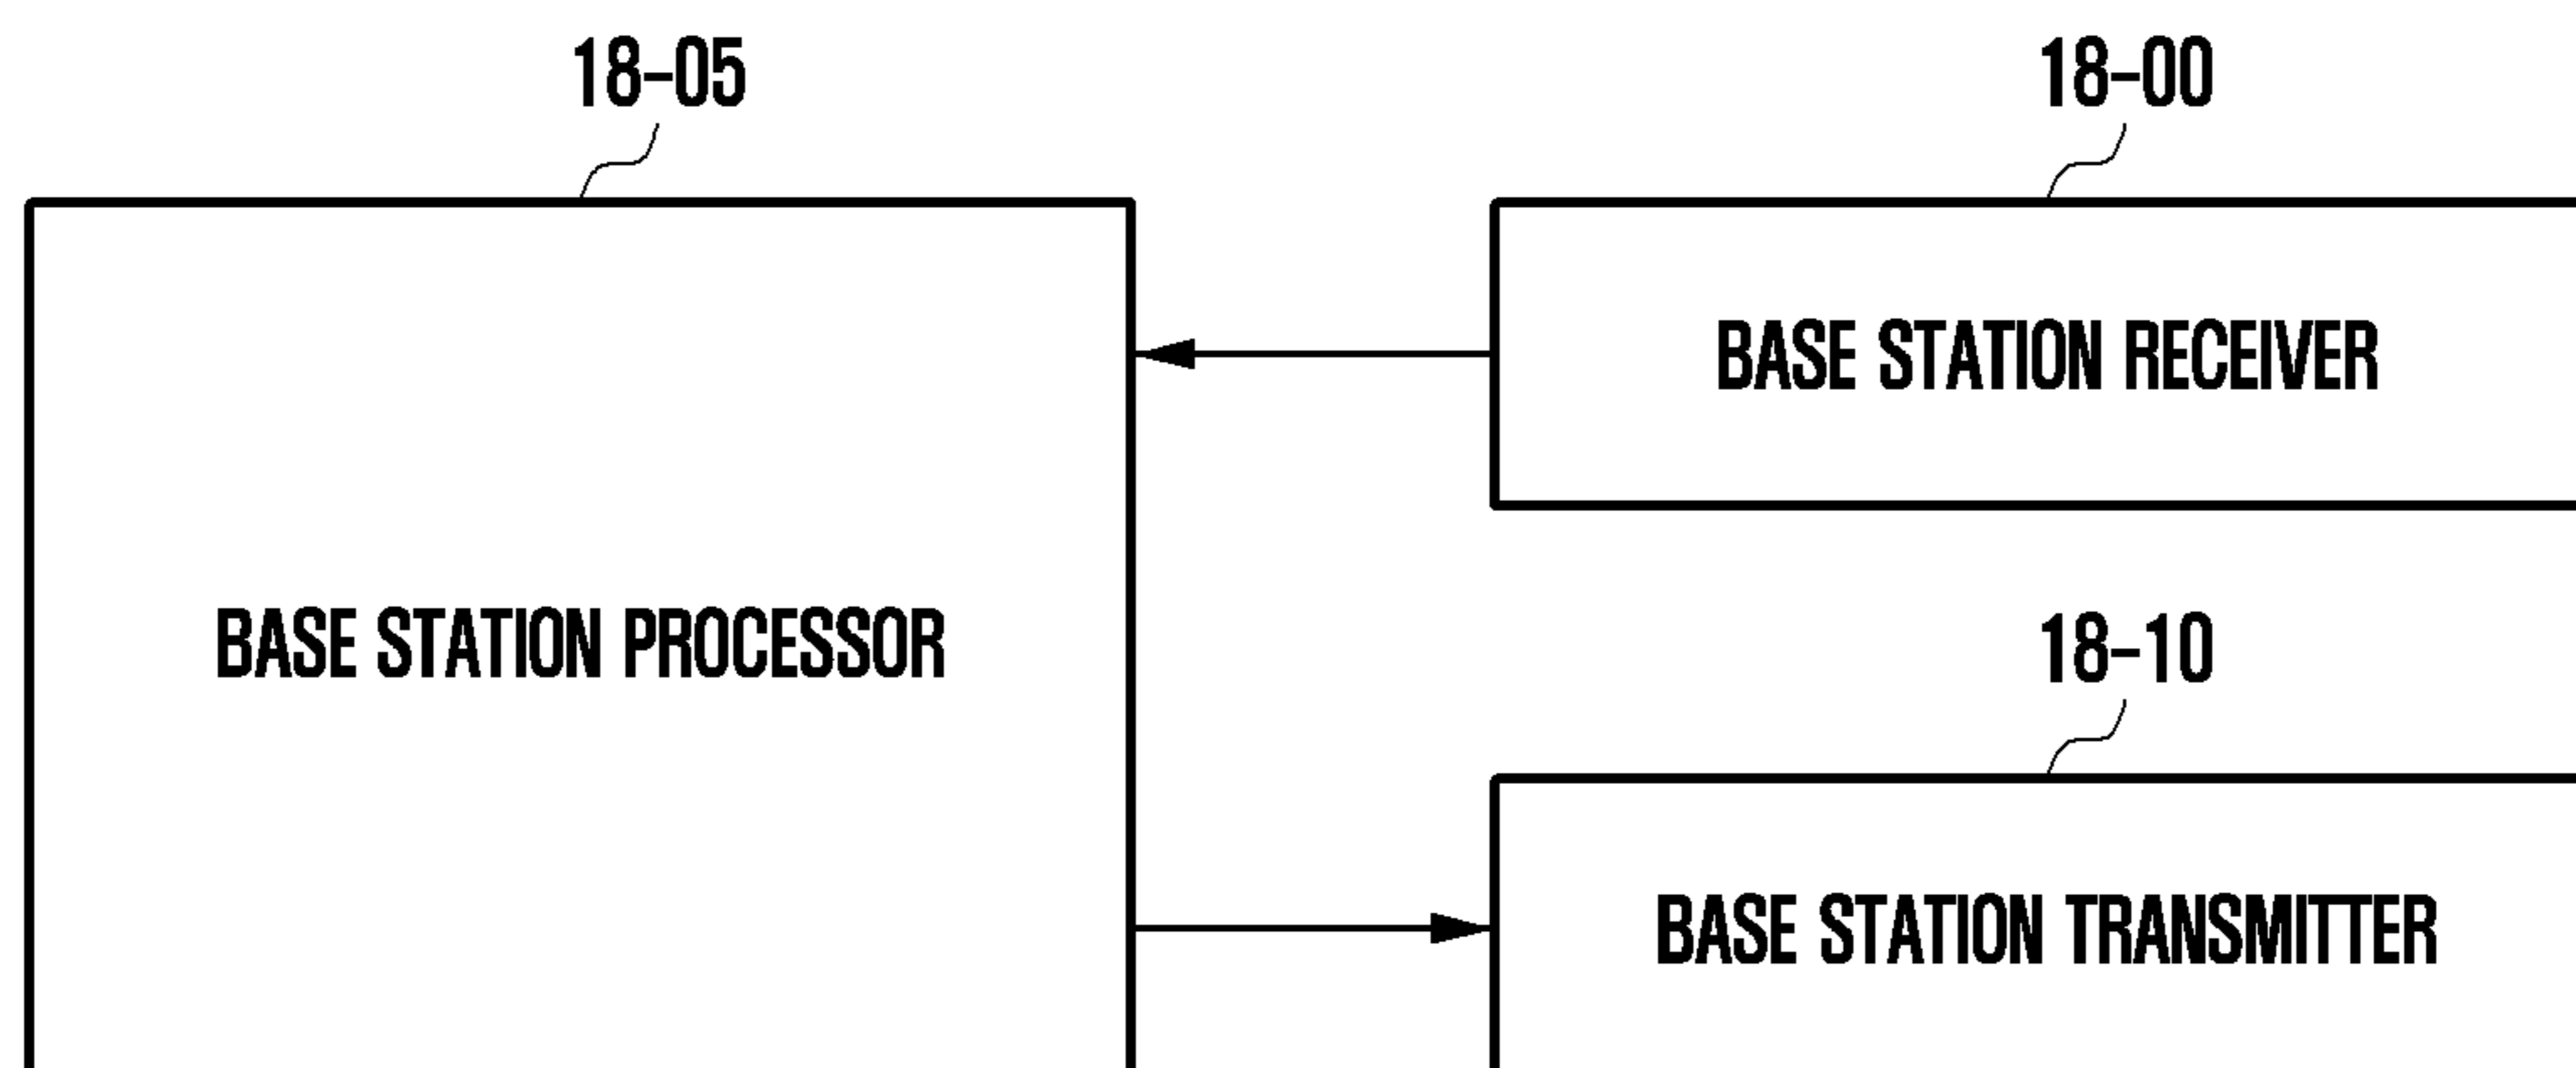 18-05
18-00
BASE STATION RECEIVER
BASE STATION PROCESSOR
18-10
BASE STATION TRANSMITTER